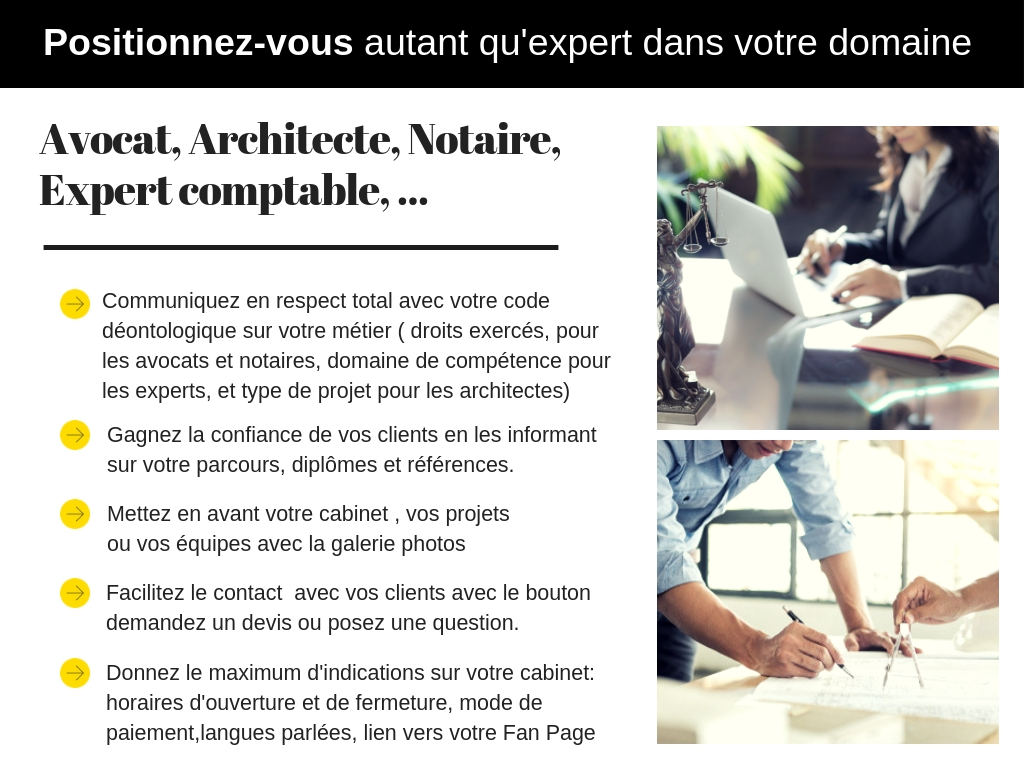 Positionnez-vous autant qu'expert dans votre domaine
Avocat, Architecte, Notaire,
Expert comptable, ...
Communiquez en respect total avec votre code
déontologique sur votre métier ( droits exercés, pour
les avocats et notaires, domaine de compétence pour
les experts, et type de projet pour les architectes)
Gagnez la confiance de vos clients en les informant
sur votre parcours, diplômes et références.
Mettez en avant votre cabinet , vos projets
ou vos équipes avec la galerie photos
Facilitez le contact  avec vos clients avec le bouton
demandez un devis ou posez une question.
Donnez le maximum d'indications sur votre cabinet:
horaires d'ouverture et de fermeture, mode de
paiement,langues parlées, lien vers votre Fan Page